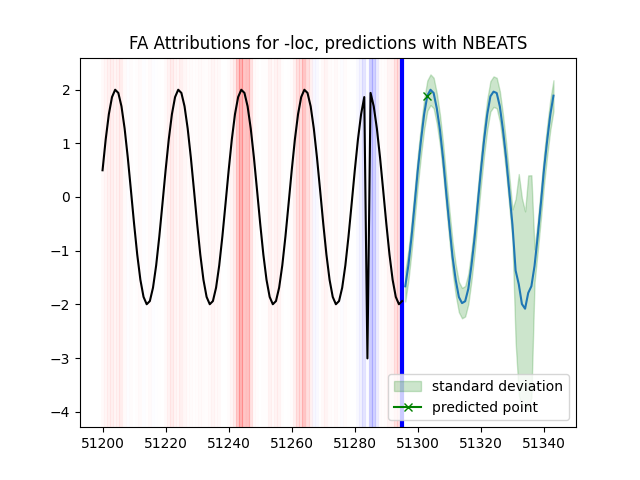 FA Attributions for -loc, predictions with NBEATS
2
1
0
−1
−2
−3
−4
standard deviation
predicted point
51200 51220 51240 51260 51280 51300 51320 51340